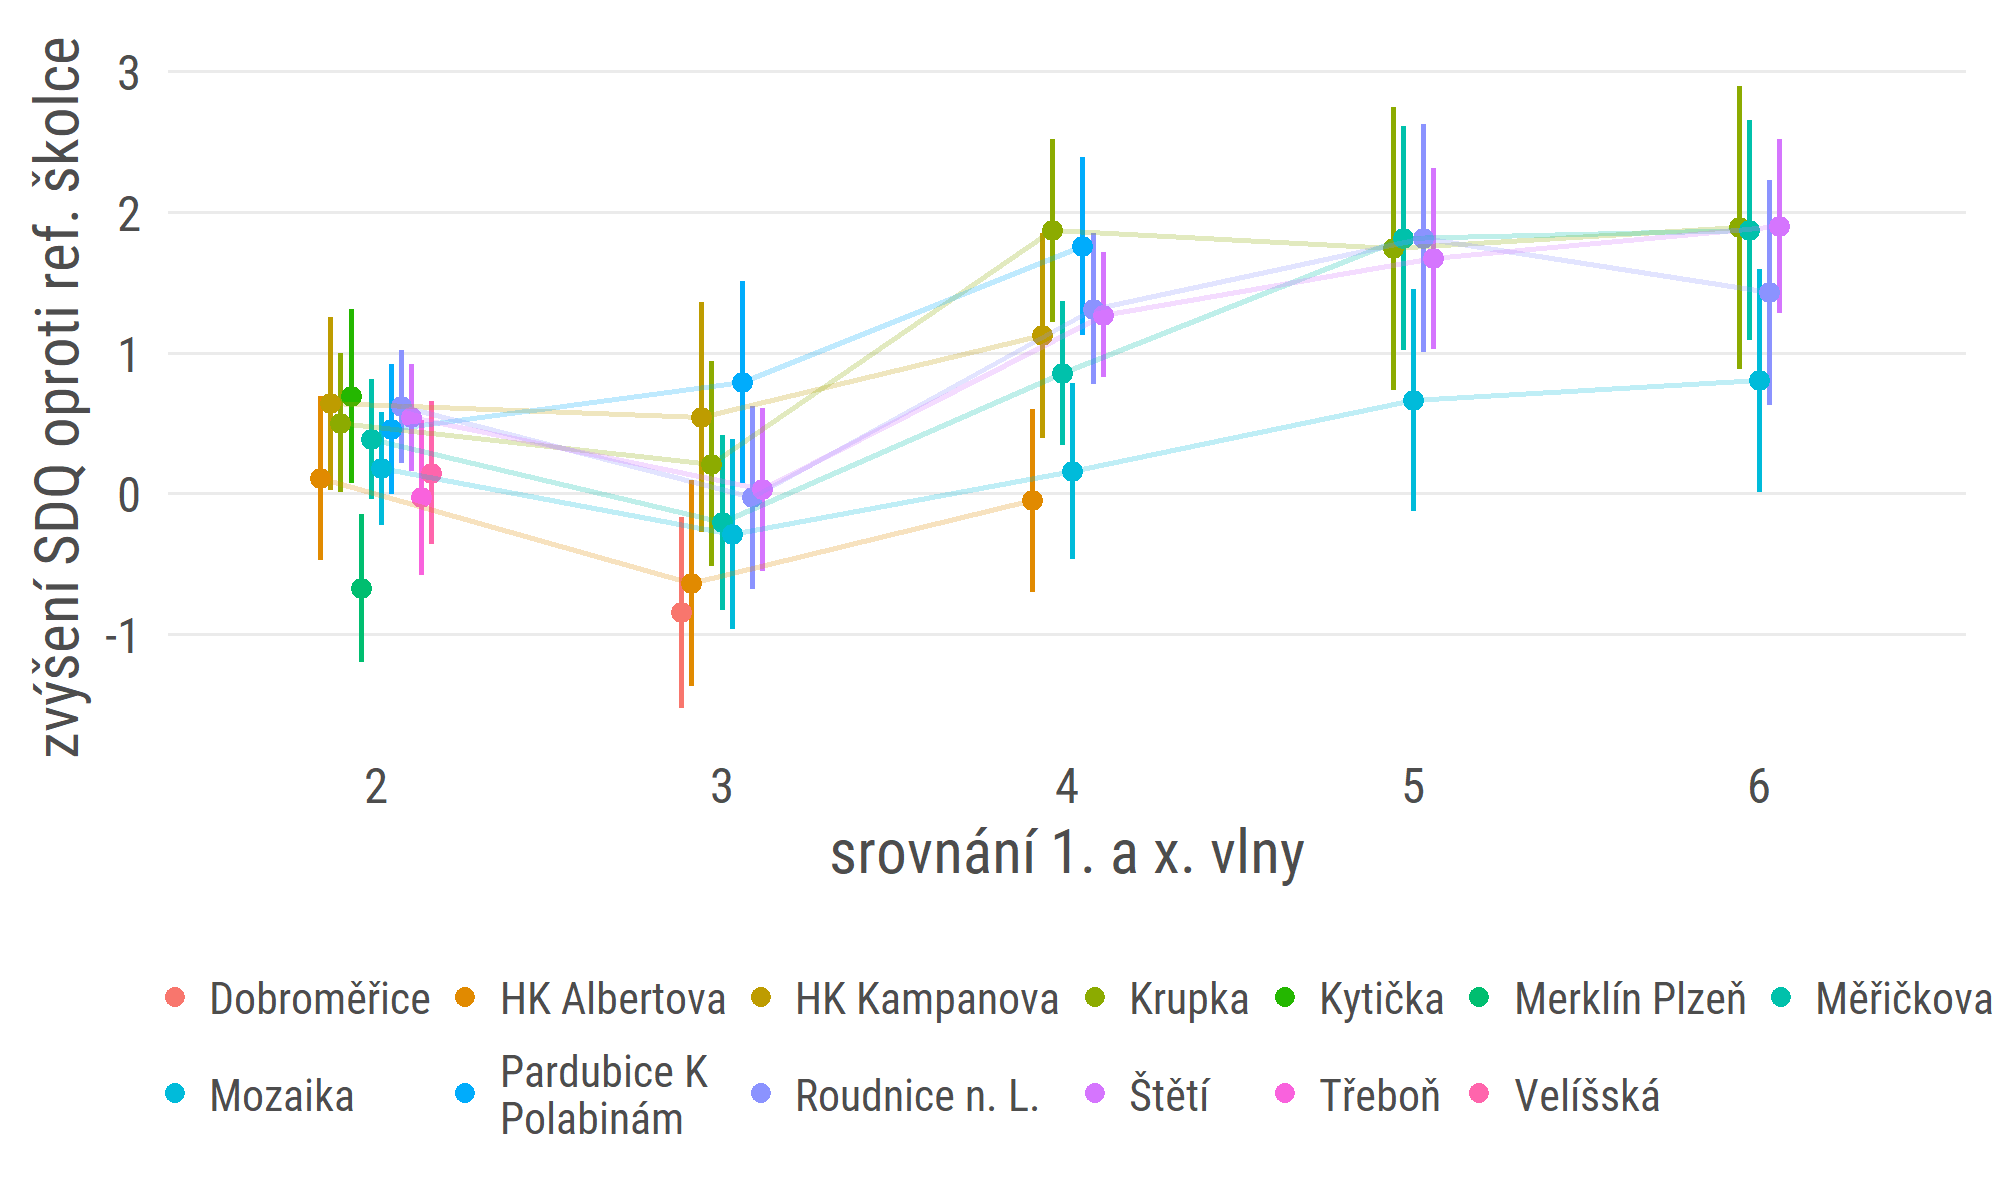 zvýšení SDQ oproti ref. školce
3
2
1
0
-1
2 3 4 5 6
srovnání 1. a x. vlny
Dobroměřice HK Albertova HK Kampanova Krupka Kytička Merklín Plzeň Měřičkova
Mozaika Pardubice K Polabinám Roudnice n. L. Štětí Třeboň Velíšská